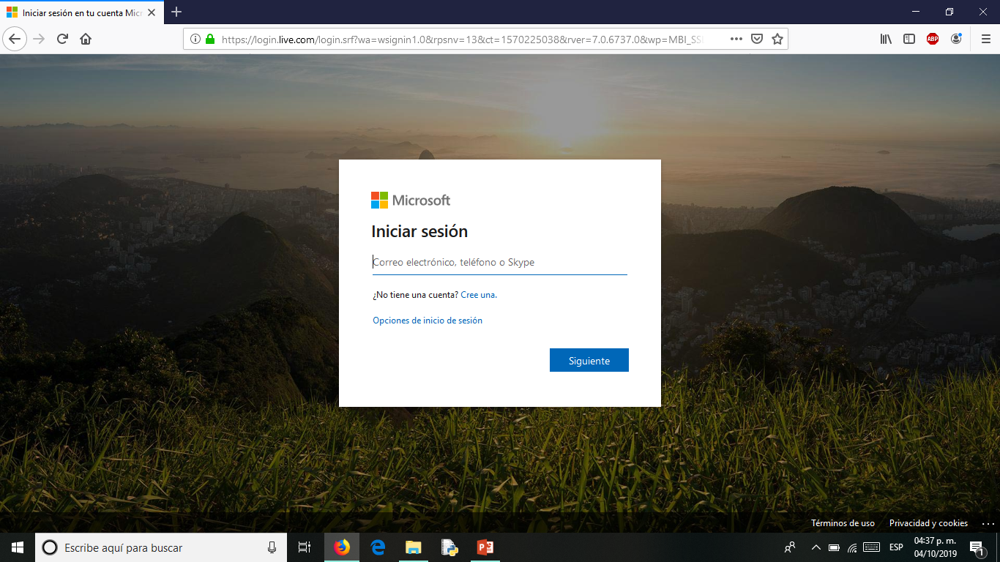 Iniciar sesión en tu cuenta Micr
https://login.live.com/login.srf?wa=wsignin1.0&rpsnv=13&ct=1570225038&rver=7.0.6737.0&wp=MBI_SS
ABP
Microsoft
Iniciar sesión
Correo electrónico, teléfono o Skype
¿No tiene una cuenta? Cree una.
Opciones de inicio de sesión
Siguiente
Términos de uso Privacidad y cookies ...
Escribe aquí para buscar
ESP
04:37 p. m.
04/10/2019
1